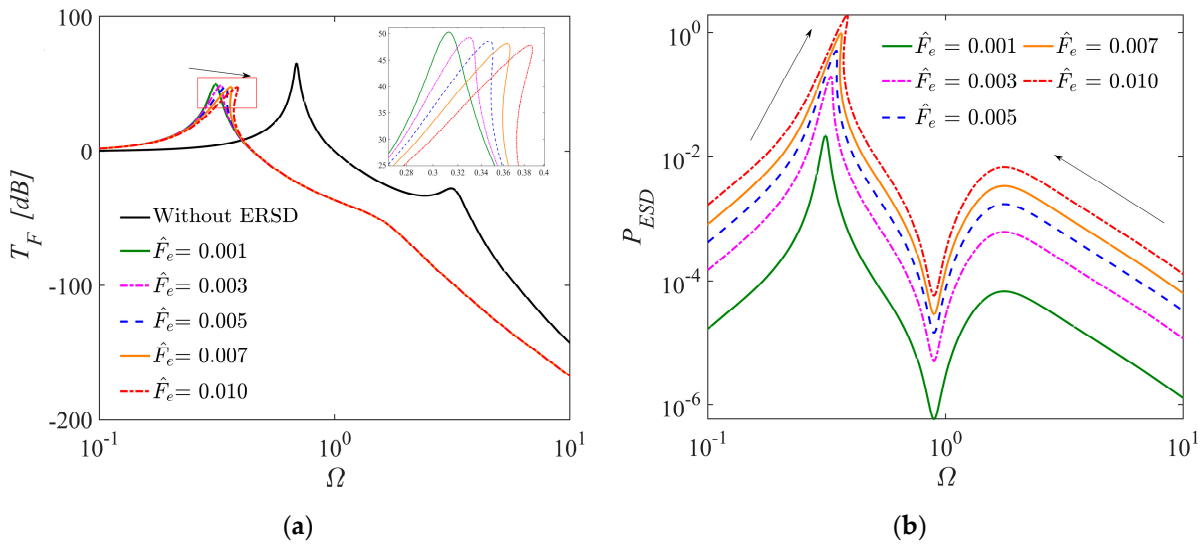 100
0
-100
-200
T_F [dB]
10^-1
10^0
10^1
Ω
Without ERSD
F̂_e = 0.001
F̂_e = 0.003
F̂_e = 0.005
F̂_e = 0.007
F̂_e = 0.010
50
45
40
35
30
25
0.28 0.3 0.32 0.34 0.36 0.38 0.4
(a)
10^0
10^-2
10^-4
10^-6
P_ESD
10^-1
10^0
10^1
Ω
F̂_e = 0.001
F̂_e = 0.003
F̂_e = 0.005
F̂_e = 0.007
F̂_e = 0.010
(b)